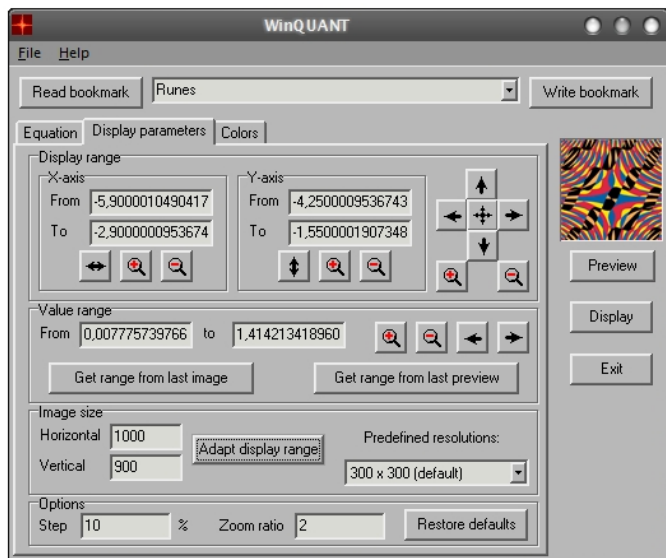 WinQUANT
File Help
Read bookmark Runes Write bookmark
Equation Display parameters Colors
Display range
X-axis Y-axis
From -5,9000010490417 From -4,2500009536743
To -2,9000000953674 To -1,5500001907348
Preview
Value range
From 0,007775739766 to 1,414213418960
Display
Get range from last image Get range from last preview
Exit
Image size
Horizontal 1000
Adapt display range
Predefined resolutions:
Vertical 900
300 x 300 (default)
Options
Step 10 % Zoom ratio 2 Restore defaults